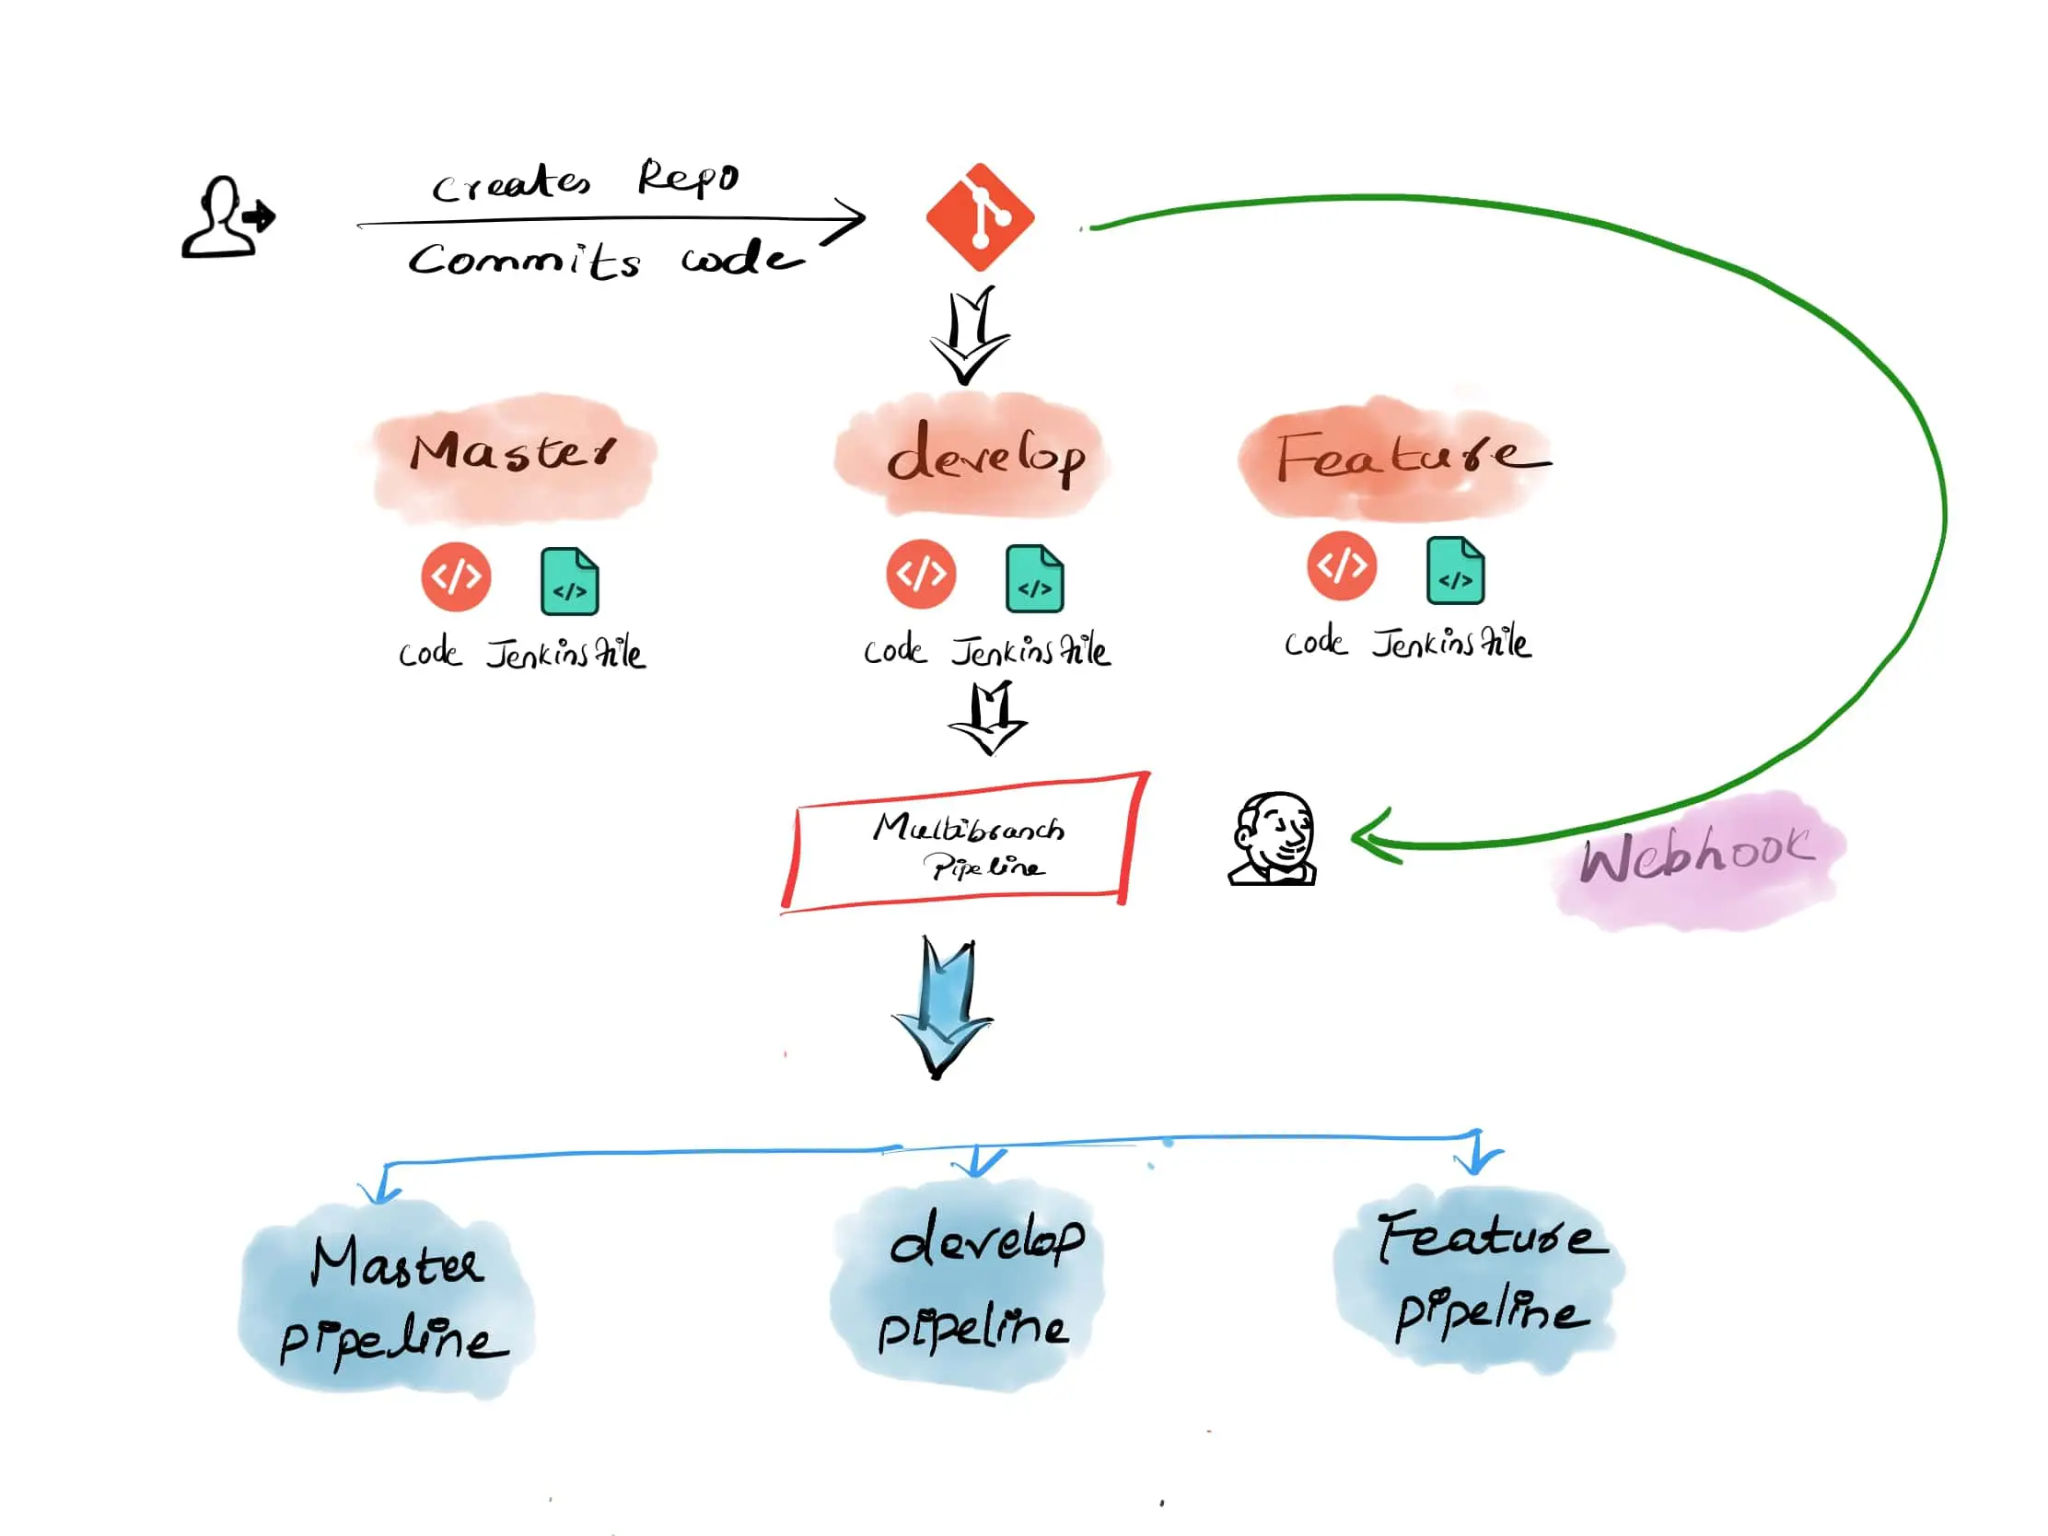 Creates Repo
Commits code
Master
develop
Feature
</>
</>
</>
</>
</>
</>
code Jenkinsfile
code Jenkinsfile
code Jenkinsfile
Multibranch
Pipeline
Webhook
Master
pipeline
develop
pipeline
Feature
pipeline